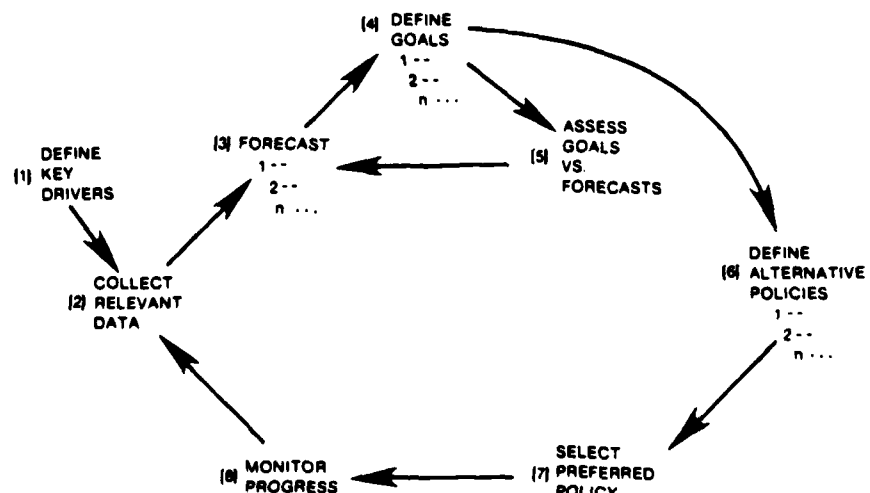 (1) DEFINE
KEY
DRIVERS
(2) COLLECT
RELEVANT
DATA
(3) FORECAST
1 --
2 --
n ...
(4) DEFINE
GOALS
1 --
2 --
n ...
(5) ASSESS
GOALS
VS.
FORECASTS
(6) DEFINE
ALTERNATIVE
POLICIES
1 --
2 --
n ...
(7) SELECT
PREFERRED
POLICY
(8) MONITOR
PROGRESS